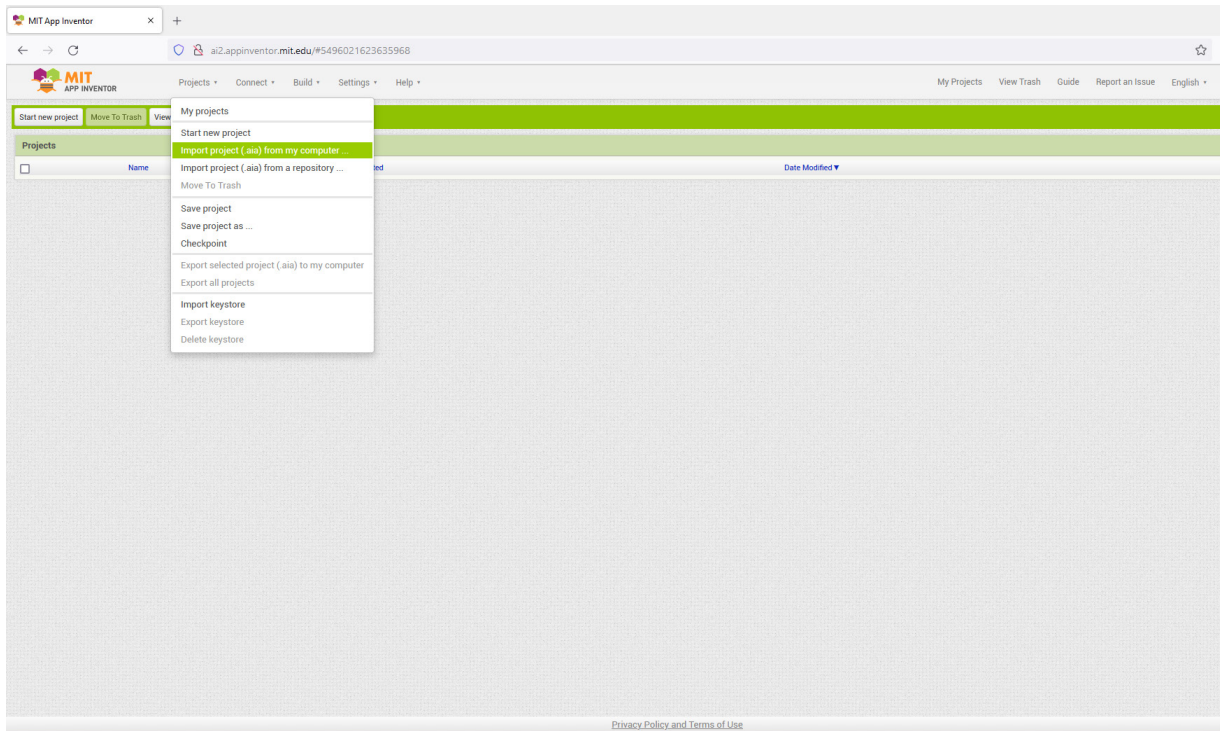 MIT App Inventor
ai2.appinventor.mit.edu/#5496021623635968
MIT
APP INVENTOR
Projects Connect Build Settings Help My Projects View Trash Guide Report an Issue English
Start new project Move To Trash View
My projects
Start new project
Projects
Import project (.aia) from my computer ...
Name Import project (.aia) from a repository ... ted Date Modified ▼
Move To Trash
Save project
Save project as ...
Checkpoint
Export selected project (.aia) to my computer
Export all projects
Import keystore
Export keystore
Delete keystore
Privacy Policy and Terms of Use